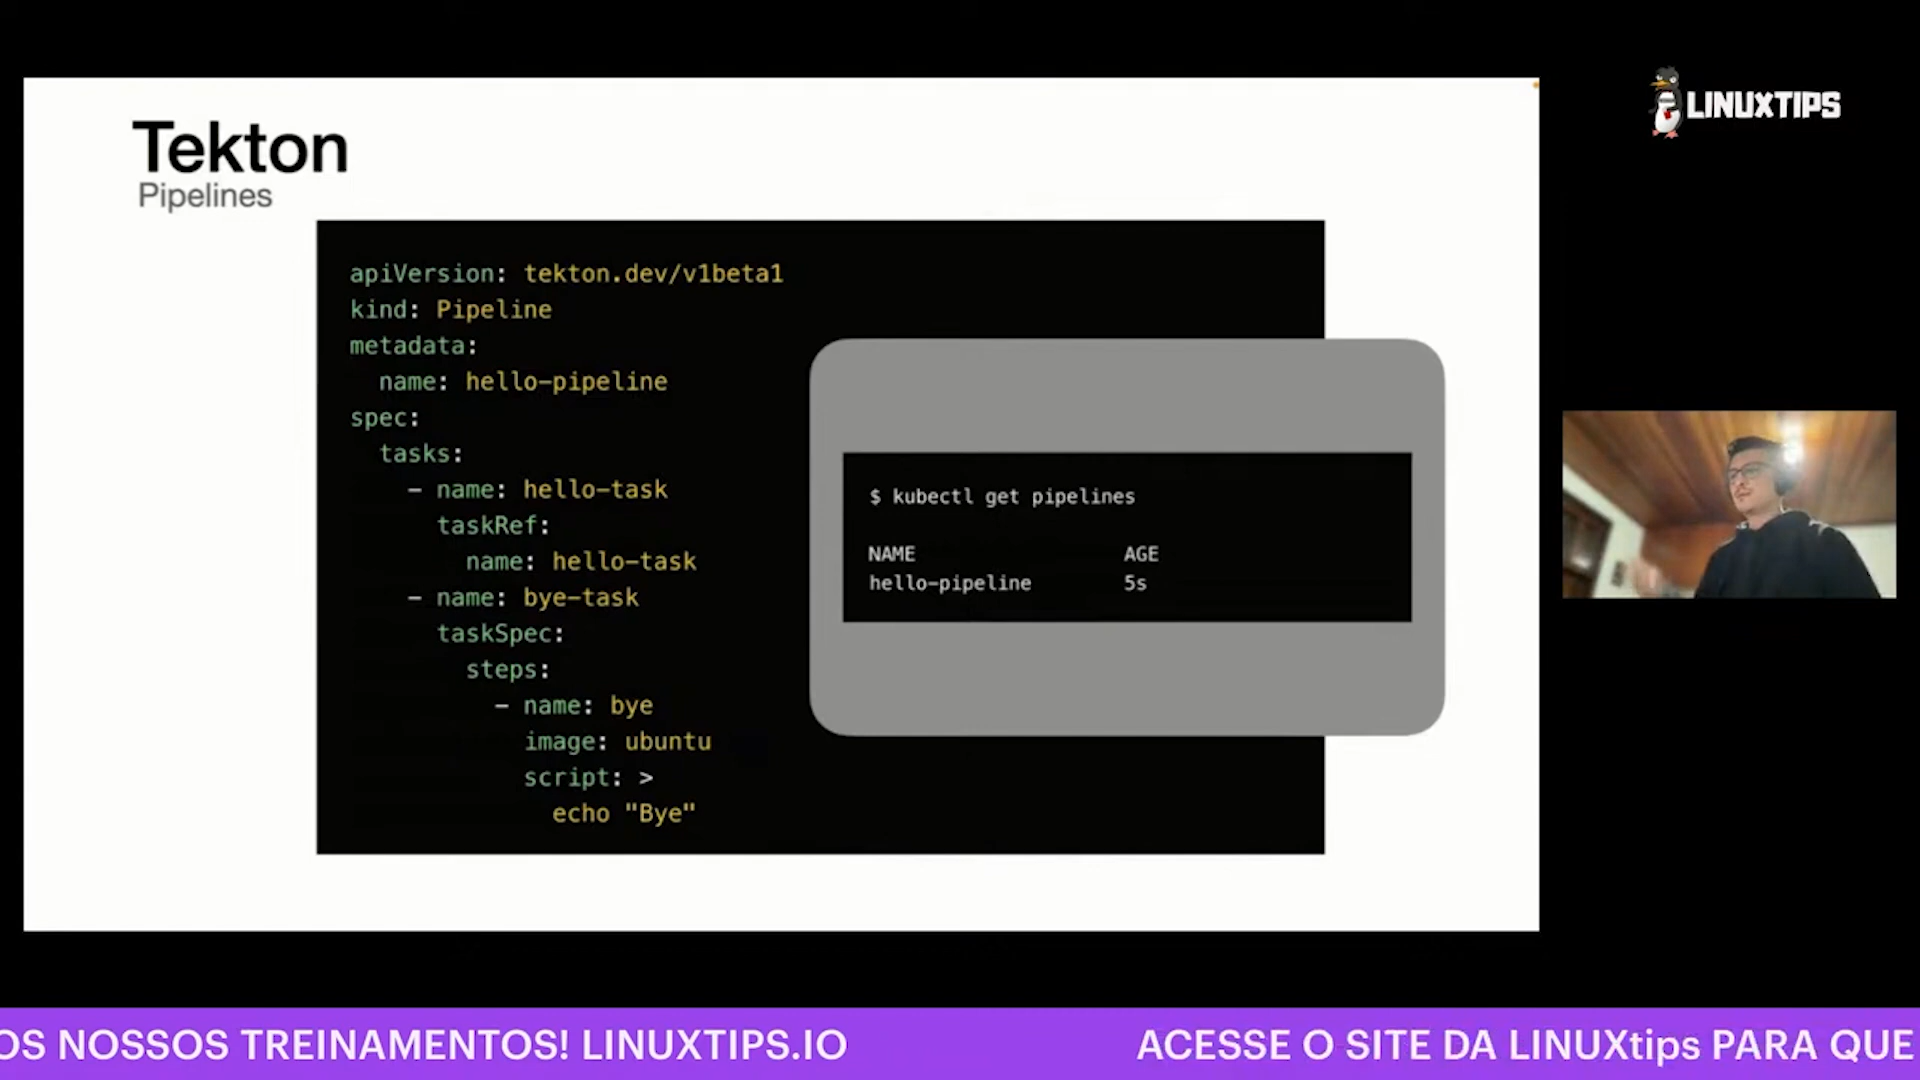 Tekton
Pipelines
apiVersion: tekton.dev/v1beta1
kind: Pipeline
metadata:
  name: hello-pipeline
spec:
  tasks:
    - name: hello-task
      taskRef:
        name: hello-task
    - name: bye-task
      taskSpec:
        steps:
          - name: bye
            image: ubuntu
            script: >
              echo "Bye"
$ kubectl get pipelines
NAME AGE
hello-pipeline 5s
LINUXTIPS
OS NOSSOS TREINAMENTOS! LINUXTIPS.IO
ACESSE O SITE DA LINUXtips PARA QUE